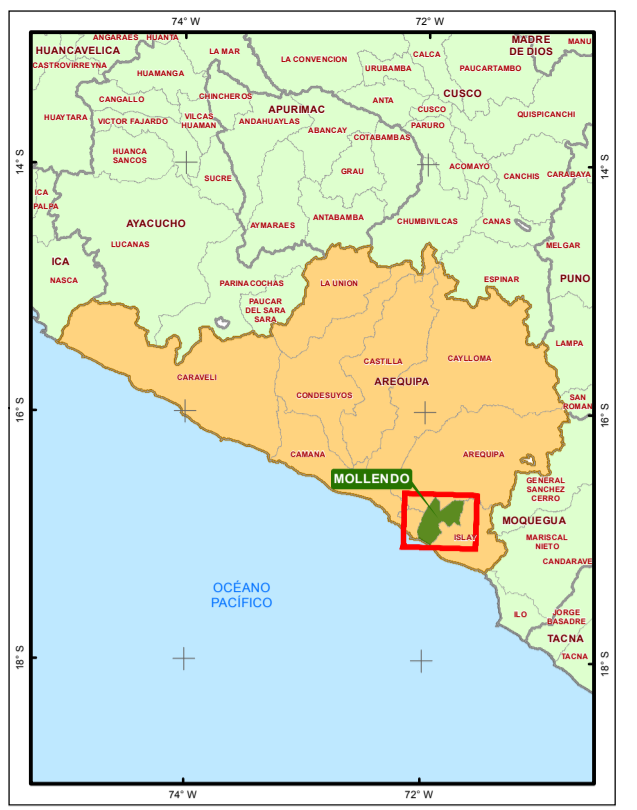 74° W
72° W
ANGARAES
HUANTA
MADRE
DE DIOS
MANU
HUANCAVELICA
LA MAR
LA CONVENCION
CALCA
CASTROVIRREYNA
HUAMANGA
URUBAMBA
PAUCARTAMBO
CANGALLO
CHINCHEROS
ANTA
CUSCO
HUAYTARA
VICTOR FAJARDO
VILCAS
HUAMAN
APURIMAC
ANDAHUAYLAS
ABANCAY
COTABAMBAS
CUSCO
PARURO
QUISPICANCHI
HUANCA
SANCOS
14° S
14° S
SUCRE
GRAU
ACOMAYO
CANCHIS
CARABAYA
ICA
PALPA
AYACUCHO
LUCANAS
AYMARAES
ANTABAMBA
CHUMBIVILCAS
CANAS
MELGAR
ICA
NASCA
PARINACOCHAS
LA UNION
ESPINAR
PUNO
PAUCAR
DEL SARA
SARA
LAMPA
CASTILLA
CAYLLOMA
CARAVELI
AREQUIPA
CONDESUYOS
SAN
ROMAN
16° S
16° S
CAMANA
AREQUIPA
MOLLENDO
GENERAL
SANCHEZ
CERRO
MOQUEGUA
ISLAY
MARISCAL
NIETO
CANDARAVE
OCÉANO
PACÍFICO
ILO
JORGE
BASADRE
TACNA
TACNA
18° S
18° S
74° W
72° W